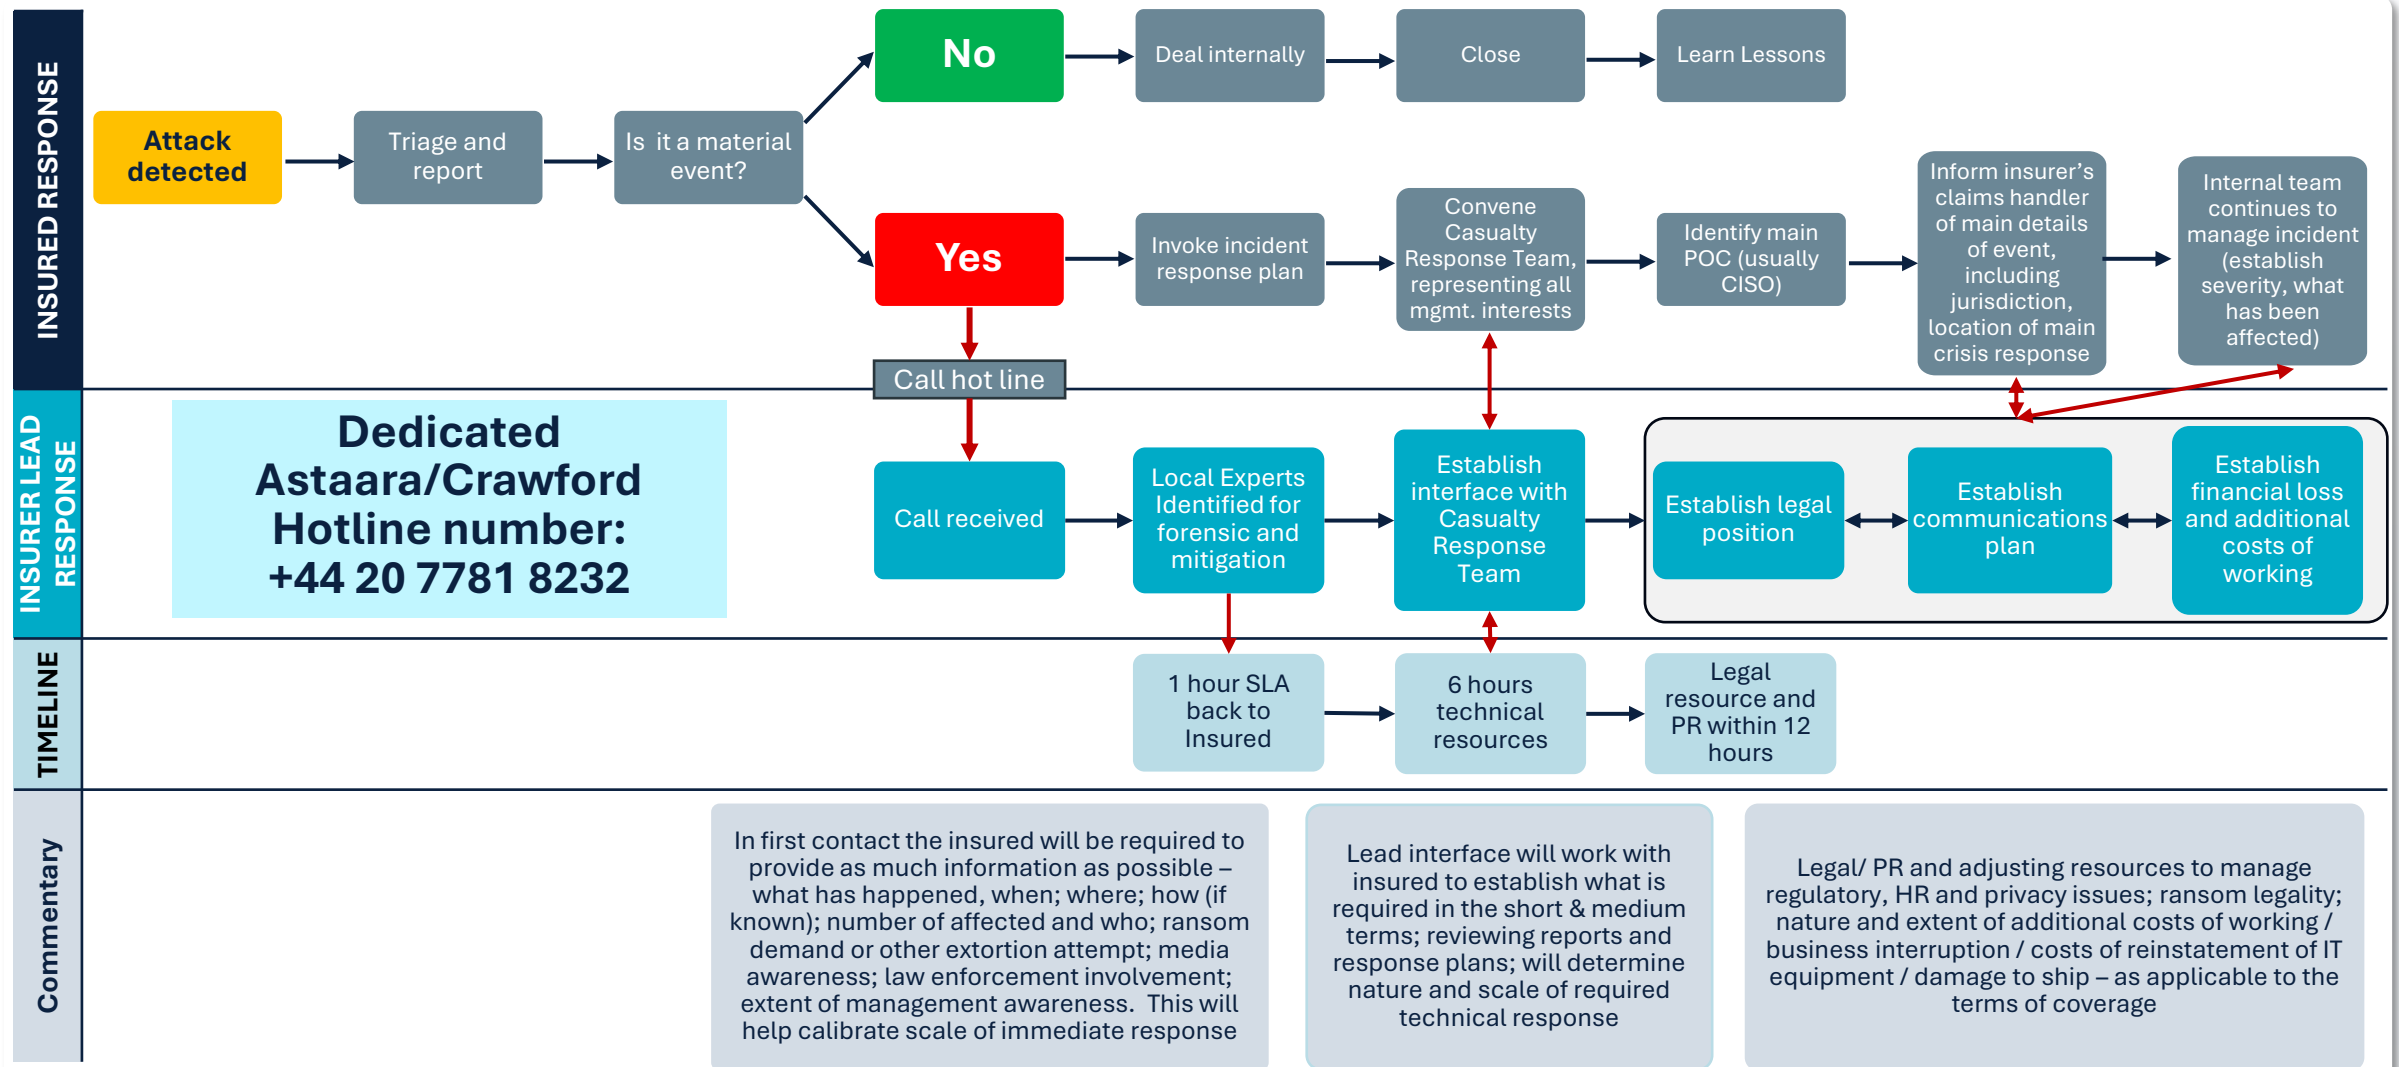 INSURED RESPONSE
Attack
detected
Triage and
report
Is it a material
event?
No
Deal internally
Close
Learn Lessons
Yes
Invoke incident
response plan
Convene
Casualty
Response Team,
representing all
mgmt. interests
Identify main
POC (usually
CISO)
Inform insurer’s
claims handler
of main details
of event,
including
jurisdiction,
location of main
crisis response
Internal team
continues to
manage incident
(establish
severity, what
has been
affected)
Call hot line
INSURER LEAD
RESPONSE
Dedicated
Astaara/Crawford
Hotline number:
+44 20 7781 8232
Call received
Local Experts
Identified for
forensic and
mitigation
Establish
interface with
Casualty
Response
Team
Establish legal
position
Establish
communications
plan
Establish
financial loss
and additional
costs of
working
TIMELINE
1 hour SLA
back to
Insured
6 hours
technical
resources
Legal
resource and
PR within 12
hours
Commentary
In first contact the insured will be required to
provide as much information as possible –
what has happened, when; where; how (if
known); number of affected and who; ransom
demand or other extortion attempt; media
awareness; law enforcement involvement;
extent of management awareness. This will
help calibrate scale of immediate response
Lead interface will work with
insured to establish what is
required in the short & medium
terms; reviewing reports and
response plans; will determine
nature and scale of required
technical response
Legal/ PR and adjusting resources to manage
regulatory, HR and privacy issues; ransom legality;
nature and extent of additional costs of working /
business interruption / costs of reinstatement of IT
equipment / damage to ship – as applicable to the
terms of coverage